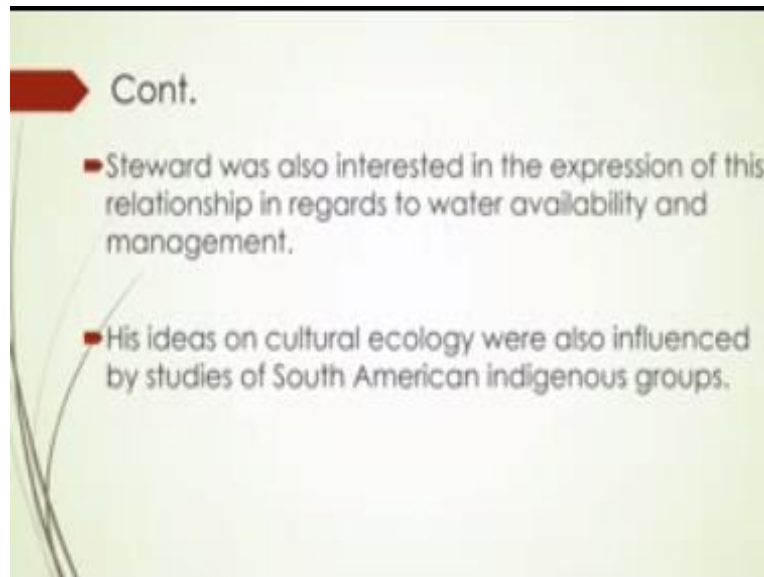 Cont.
Steward was also interested in the expression of this
relationship in regards to water availability and
management.
His ideas on cultural ecology were also influenced
by studies of South American indigenous groups.